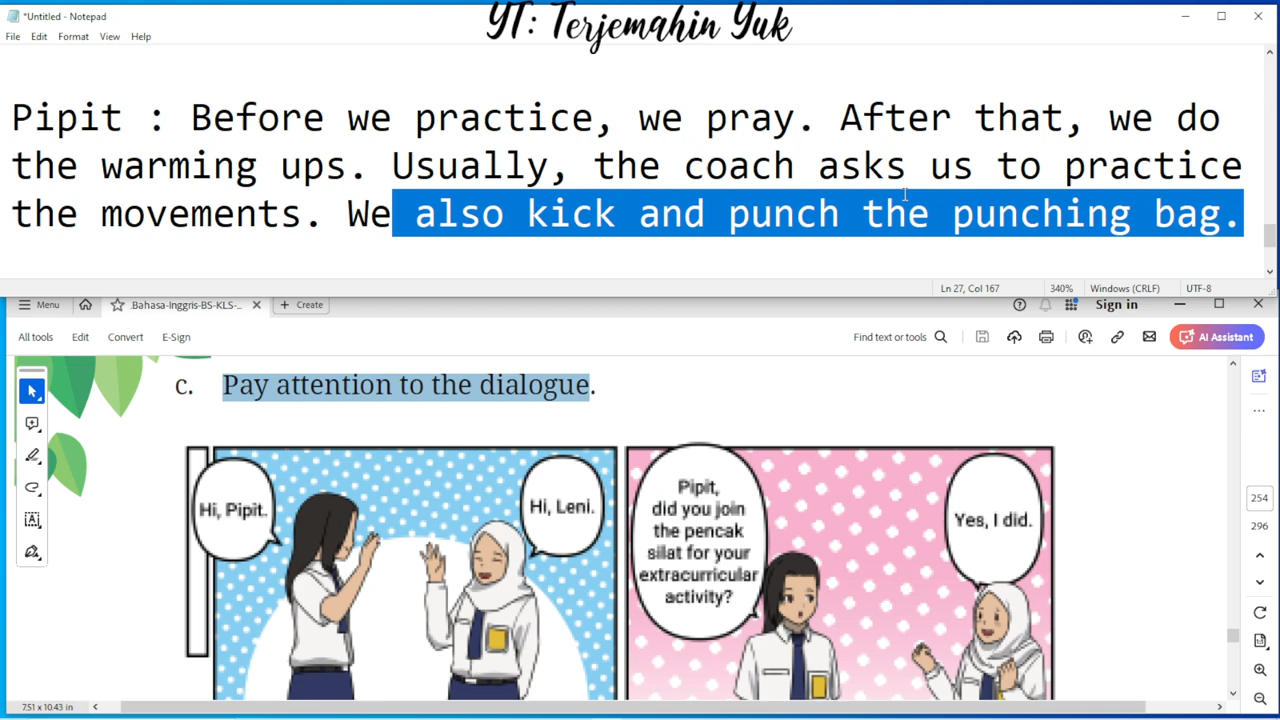 YT: Terjemahin Yuk
*Untitled - Notepad
File Edit Format View Help
Pipit : Before we practice, we pray. After that, we do
the warming ups. Usually, the coach asks us to practice
the movements. We also kick and punch the punching bag.
Ln 27, Col 167 340% Windows (CRLF) UTF-8
Menu Bahasa-Inggris-BS-KLS-... Create Sign in
All tools Edit Convert E-Sign Find text or tools AI Assistant
c. Pay attention to the dialogue.
Hi, Pipit.
Hi, Leni.
Pipit,
did you join
the pencak
silat for your
extracurricular
activity?
Yes, I did.
254
296
7.51 x 10.43 in